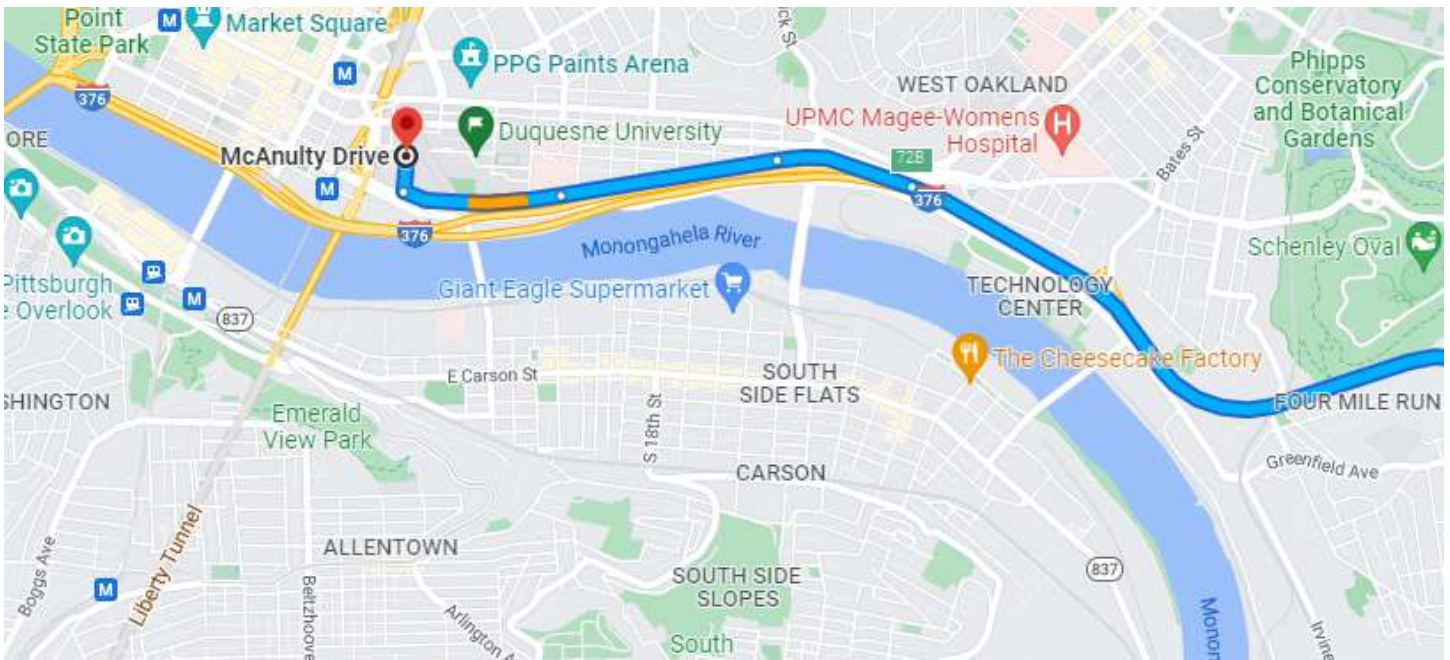 Point
State Park
Market Square
M
PPG Paints Arena
M
376
WEST OAKLAND
Phipps
Conservatory
and Botanical
Gardens
UPMC Magee-Womens
Hospital
H
ORE
Duquesne University
McAnulty Drive
72B
Bates St
M
376
376
Monongahela River
Schenley Oval
Pittsburgh
e Overlook
M
Giant Eagle Supermarket
TECHNOLOGY
CENTER
837
The Cheesecake Factory
E Carson St
SOUTH
SIDE FLATS
SHINGTON
FOUR MILE RUN
Emerald
View Park
S 18th St
Greenfield Ave
CARSON
Liberty Tunnel
ALLENTOWN
Boggs Ave
M
Beltzhoove
SOUTH SIDE
SLOPES
837
Arlington A
South
Monon
Irvine